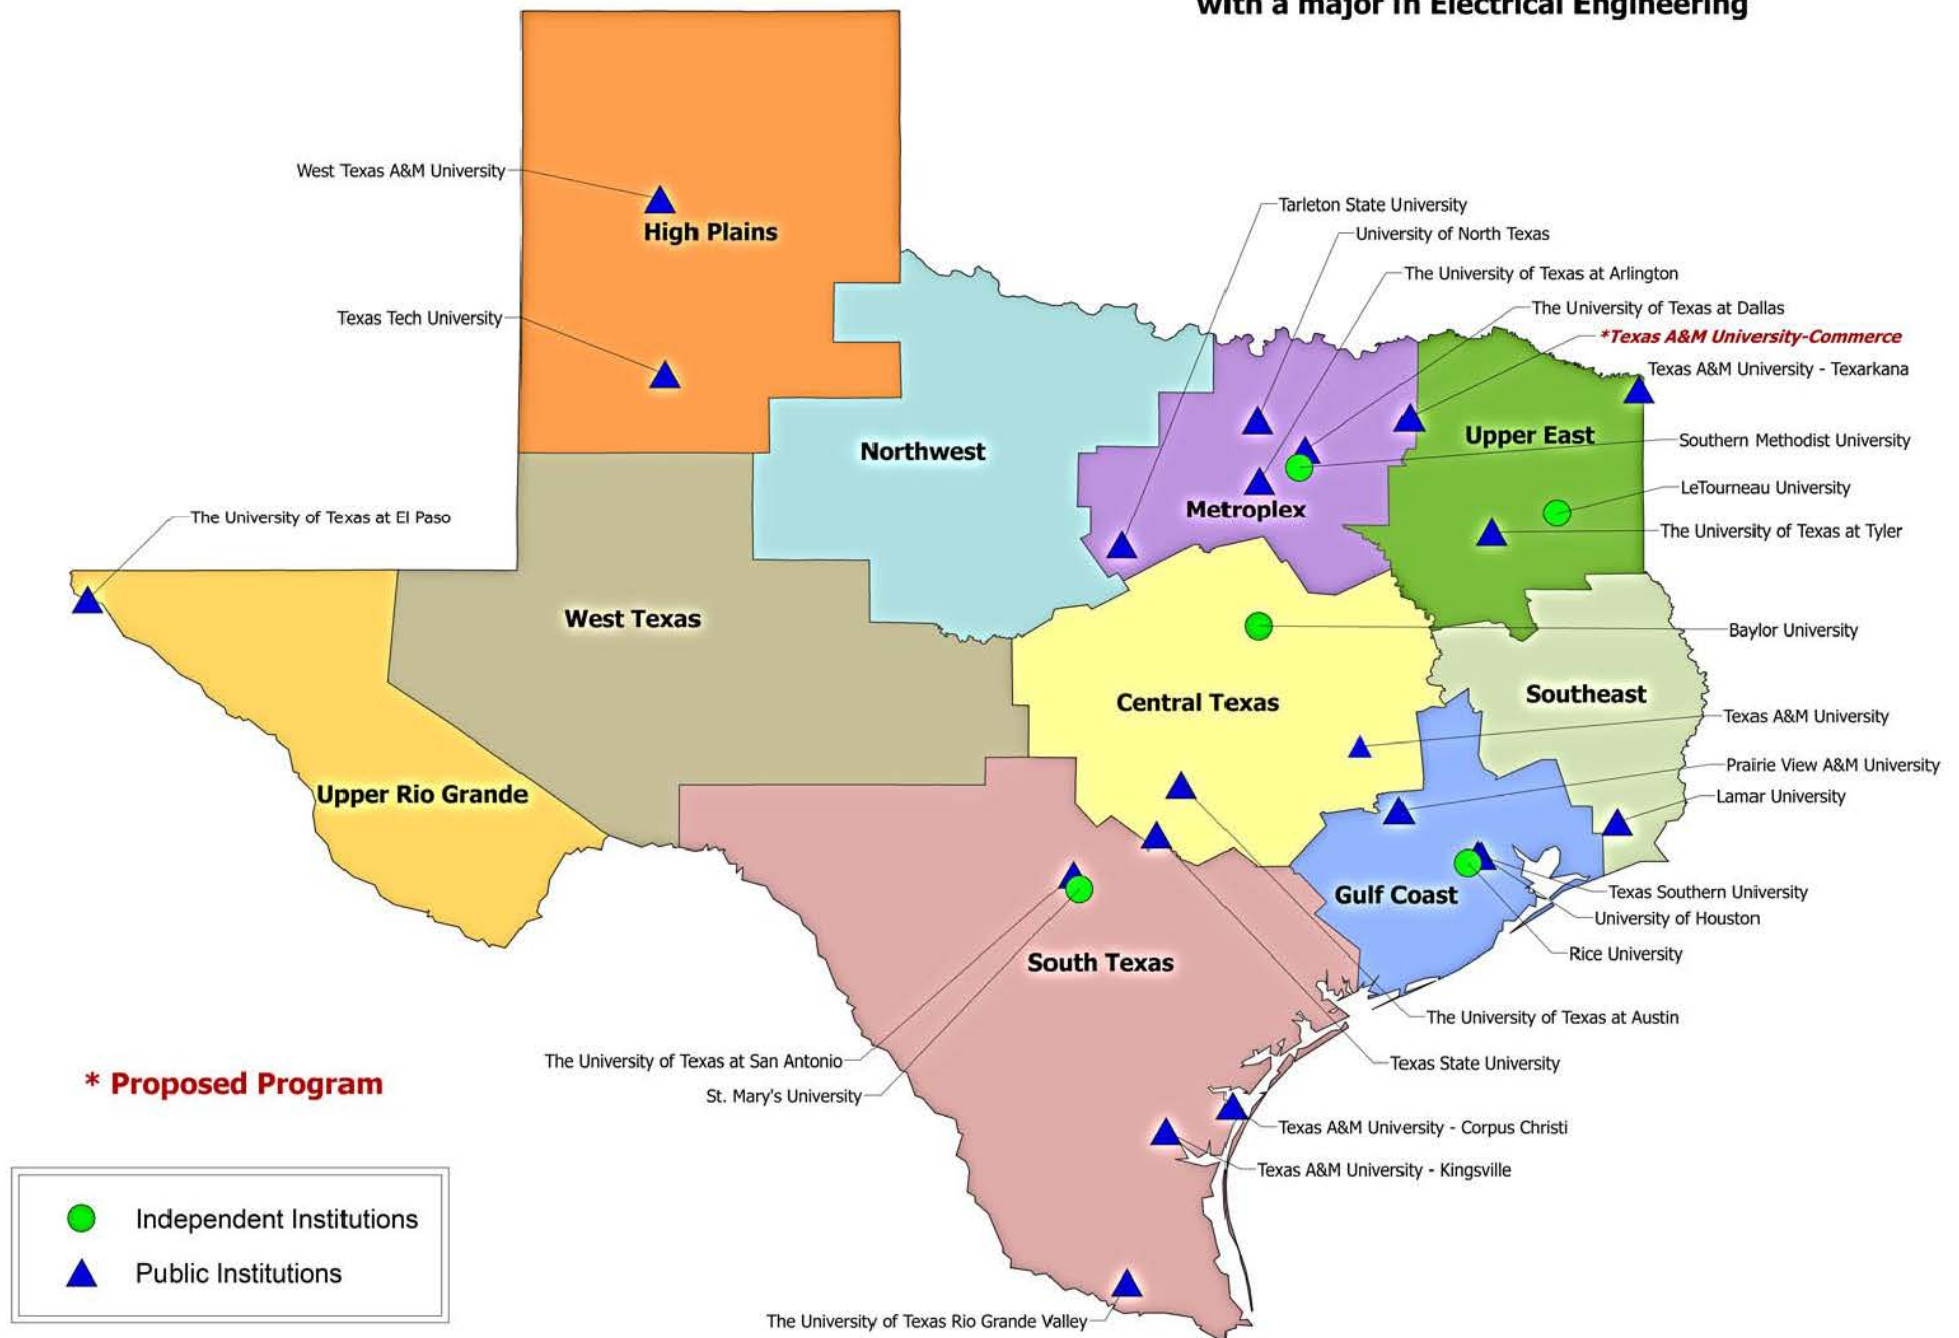 with a major in Electrical Engineering
West Texas A&M University
High Plains
Tarleton State University
University of North Texas
The University of Texas at Arlington
The University of Texas at Dallas
Texas Tech University
*Texas A&M University-Commerce
Texas A&M University - Texarkana
Upper East
Southern Methodist University
Northwest
LeTourneau University
Metroplex
The University of Texas at El Paso
The University of Texas at Tyler
West Texas
Baylor University
Southeast
Central Texas
Texas A&M University
Prairie View A&M University
Upper Rio Grande
Lamar University
Gulf Coast
Texas Southern University
University of Houston
Rice University
South Texas
The University of Texas at Austin
The University of Texas at San Antonio
Texas State University
* Proposed Program
St. Mary's University
Texas A&M University - Corpus Christi
Texas A&M University - Kingsville
Independent Institutions
Public Institutions
The University of Texas Rio Grande Valley